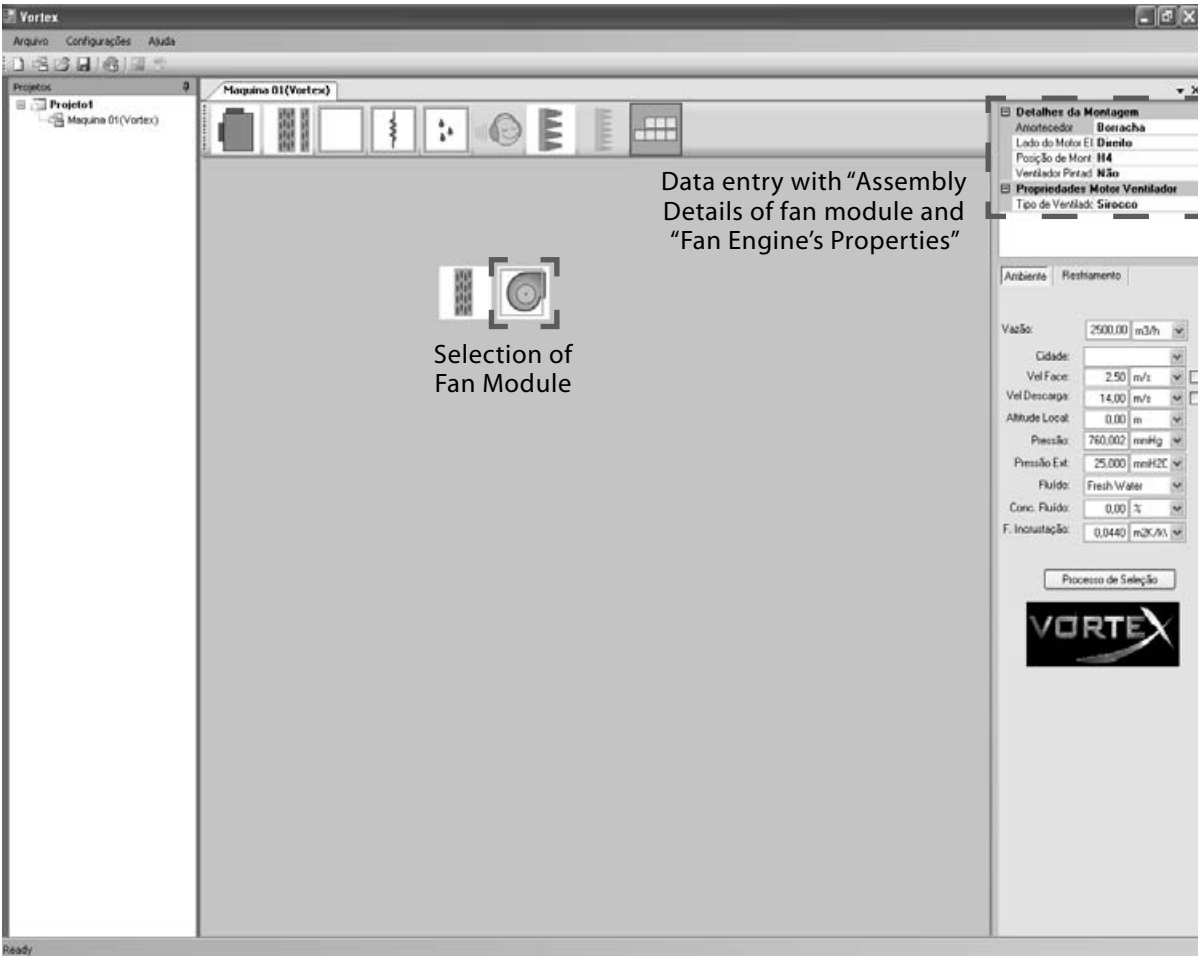 Vortex
Arquivo Configurações Ajuda
Projetos
Projeto1
Maquina 01(Vortex)
Maquina 01(Vortex)
Detalhes da Montagem
Amortecedor Borracha
Lado do Motor El Direito
Posição de Mont H4
Ventilador Pintad Não
Propriedades Motor Ventilador
Tipo de Ventilad Sirocco
Data entry with “Assembly
Details of fan module and
“Fan Engine’s Properties”
Selection of
Fan Module
Ambiente Resfriamento
Vazão: 2500,00 m3/h
Cidade:
Vel Face: 2,50 m/s
Vel Descarga: 14,00 m/s
Altitude Local: 0,00 m
Pressão: 760,002 mmHg
Pressão Ext: 25,000 mmH2C
Fluído: Fresh Water
Conc. Fluído: 0,00 %
F. Incrustação: 0,0440
Processo de Seleção
VORTEX
Ready